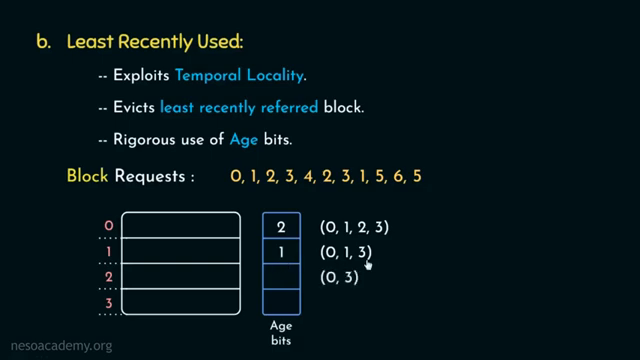 b. Least Recently Used:
-- Exploits Temporal Locality.
-- Evicts least recently referred block.
-- Rigorous use of Age bits.
Block Requests : 0, 1, 2, 3, 4, 2, 3, 1, 5, 6, 5
0 2 (0, 1, 2, 3)
1 1 (0, 1, 3)
2 (0, 3)
3
Age
bits
nesoacademy.org